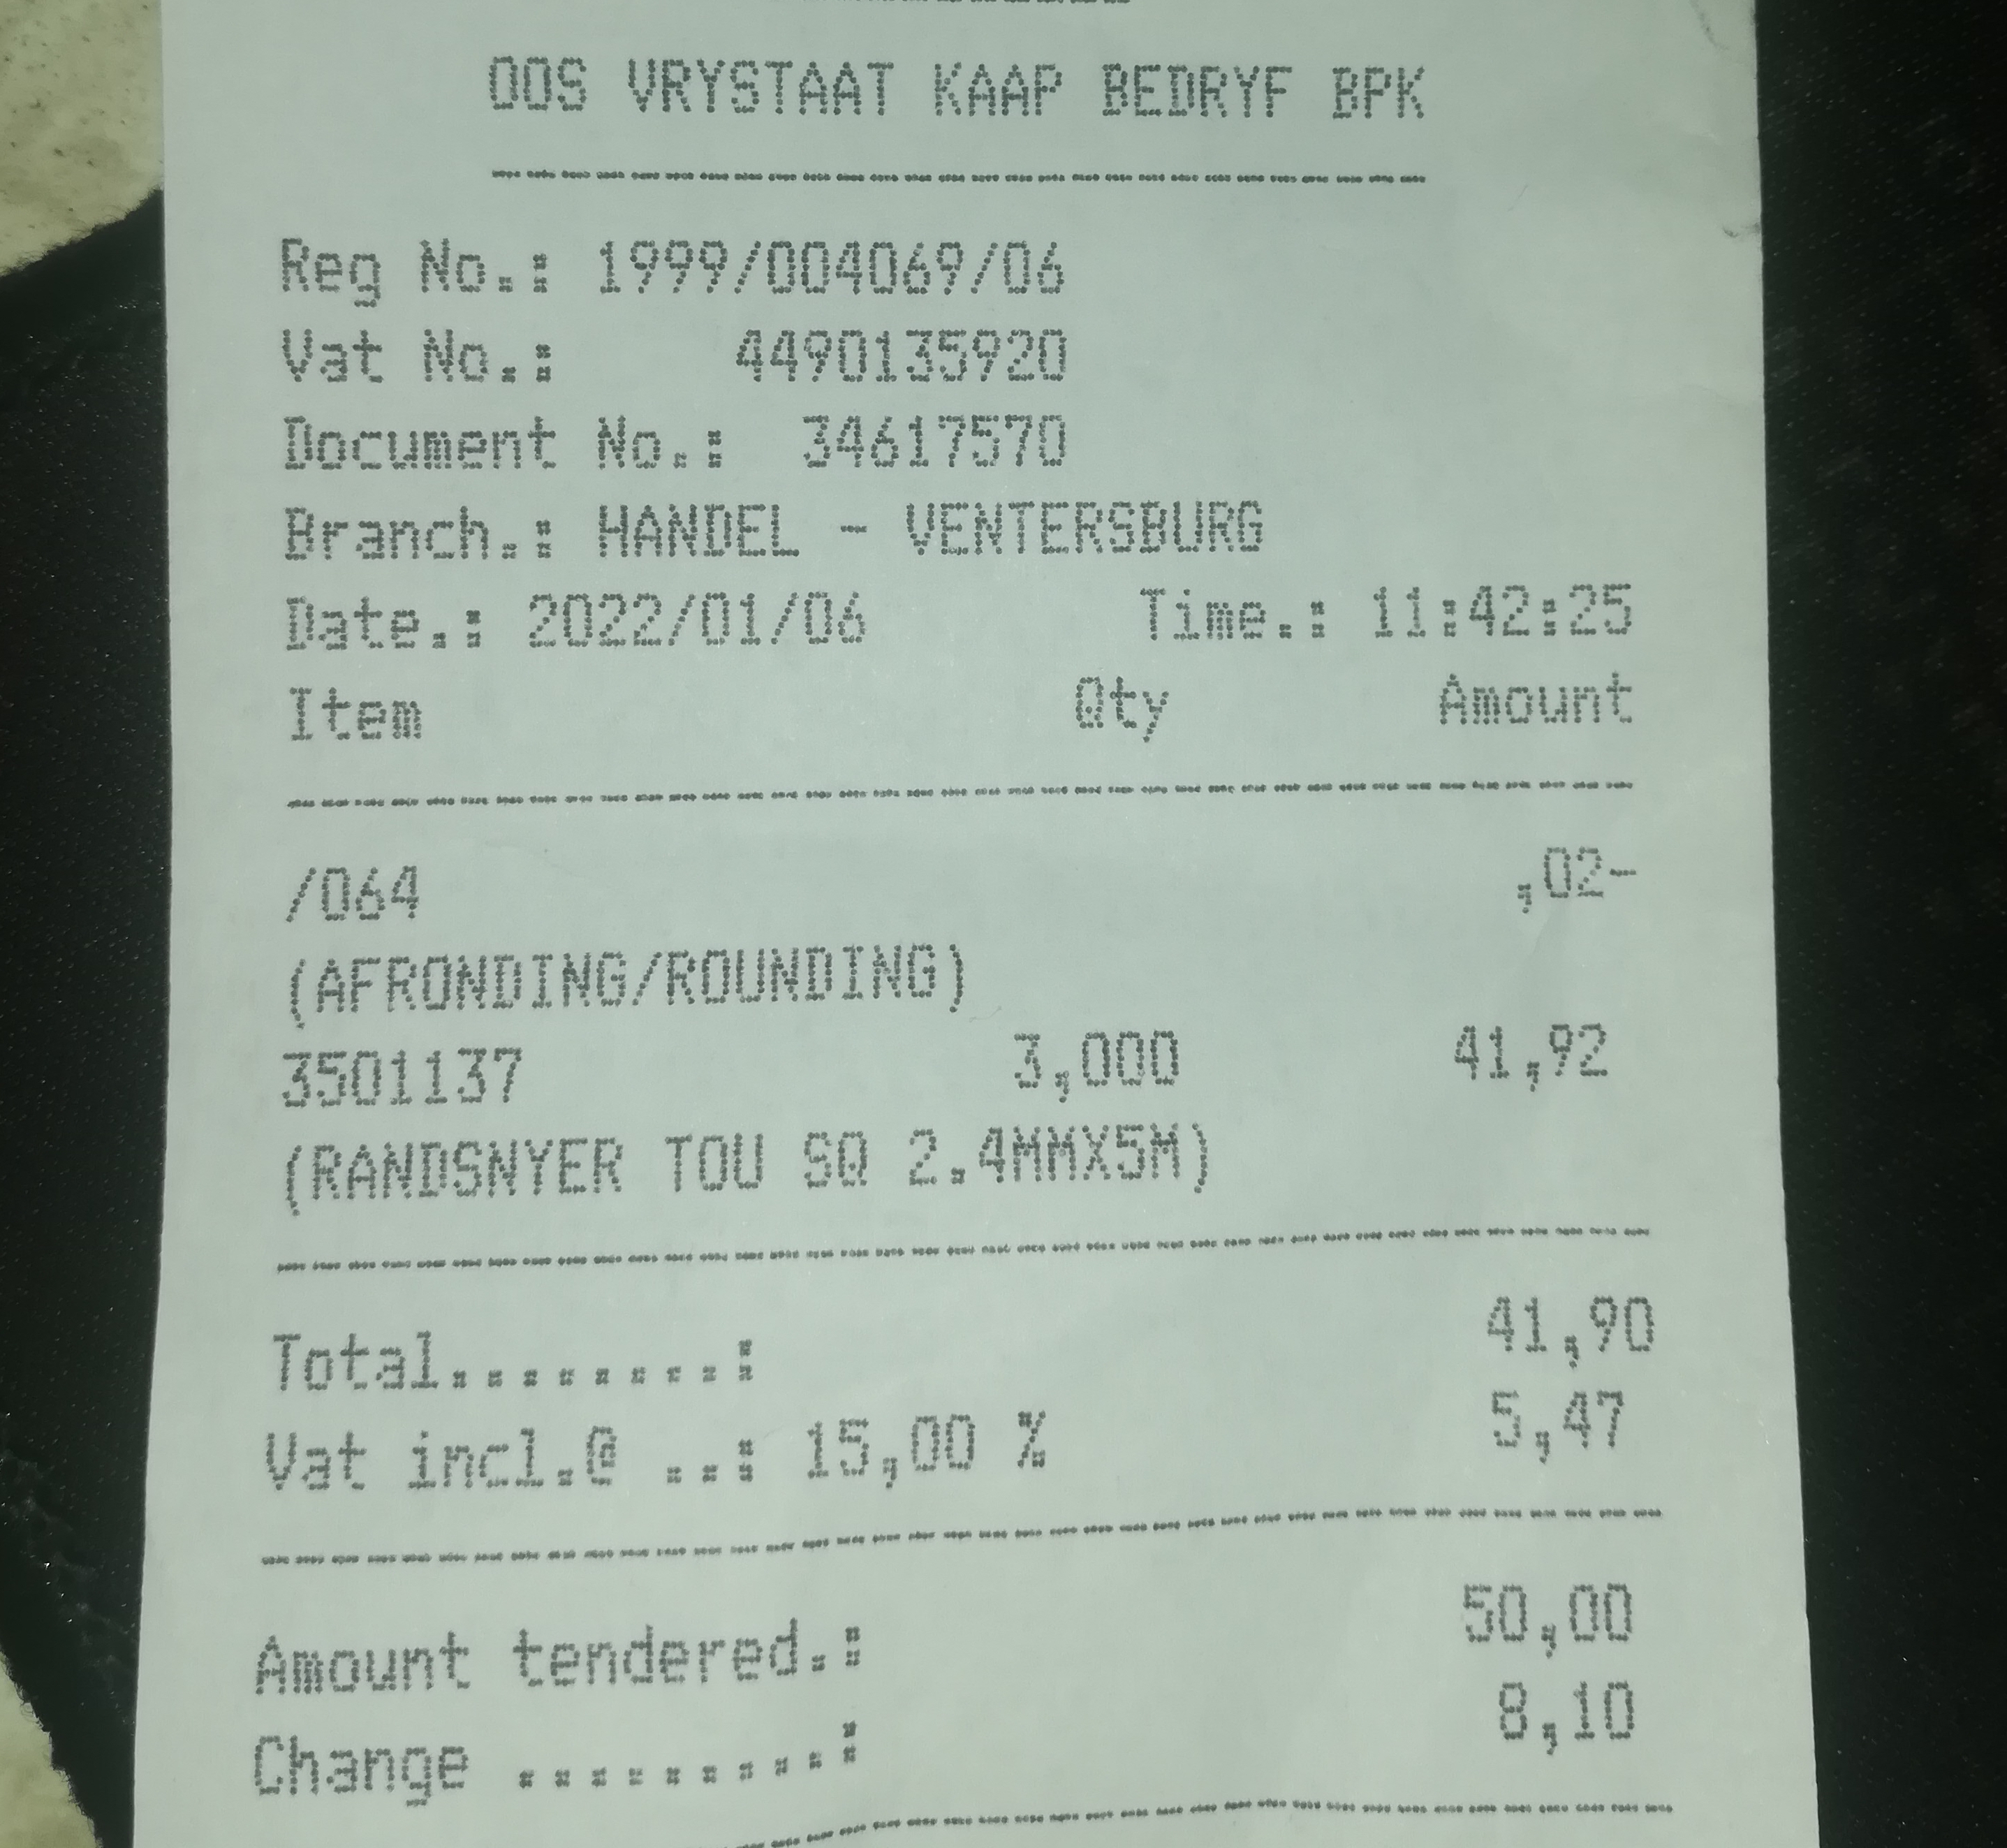 OOS VRYSTAAT KAAP BEDRYF BPK
Reg No.: 1999/004069/06
Vat No.: 4490135920
Document No.: 34617570
Branch.: HANDEL - VENTERSBURG
Date.: 2022/01/06 Time.: 11:42:25
Item Qty Amount
/064 ,02-
(AFRONDING/ROUNDING)
3501137 3,000 41,92
(RANDSNYER TOU SQ 2.4MMX5M)
Total........: 41,90
Vat incl.@ ..: 15,00 % 5,47
Amount tendered.: 50,00
Change .........: 8,10